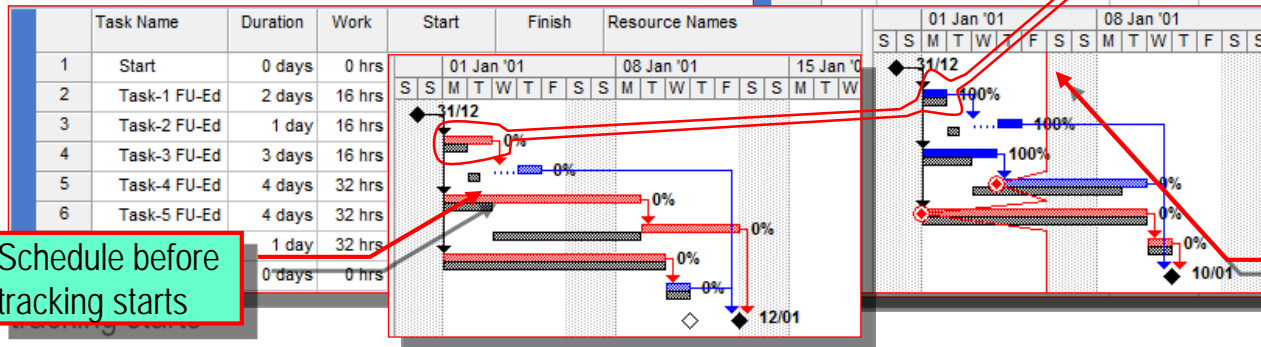 Task Name Duration Work Start Finish Resource Names
1 Start 0 days 0 hrs
2 Task-1 FU-Ed 2 days 16 hrs
3 Task-2 FU-Ed 1 day 16 hrs
4 Task-3 FU-Ed 3 days 16 hrs
5 Task-4 FU-Ed 4 days 32 hrs
6 Task-5 FU-Ed 4 days 32 hrs
1 day 32 hrs
0 days 0 hrs
Schedule before
tracking starts
01 Jan '01 08 Jan '01 15 Jan '0
S S M T W T F S S M T W T F S S M T W
31/12
0%
0%
0%
0%
0%
0%
12/01
01 Jan '01 08 Jan '01
S S M T W T F S S M T W T F S S
31/12
100%
100%
100%
0%
0%
0%
10/01